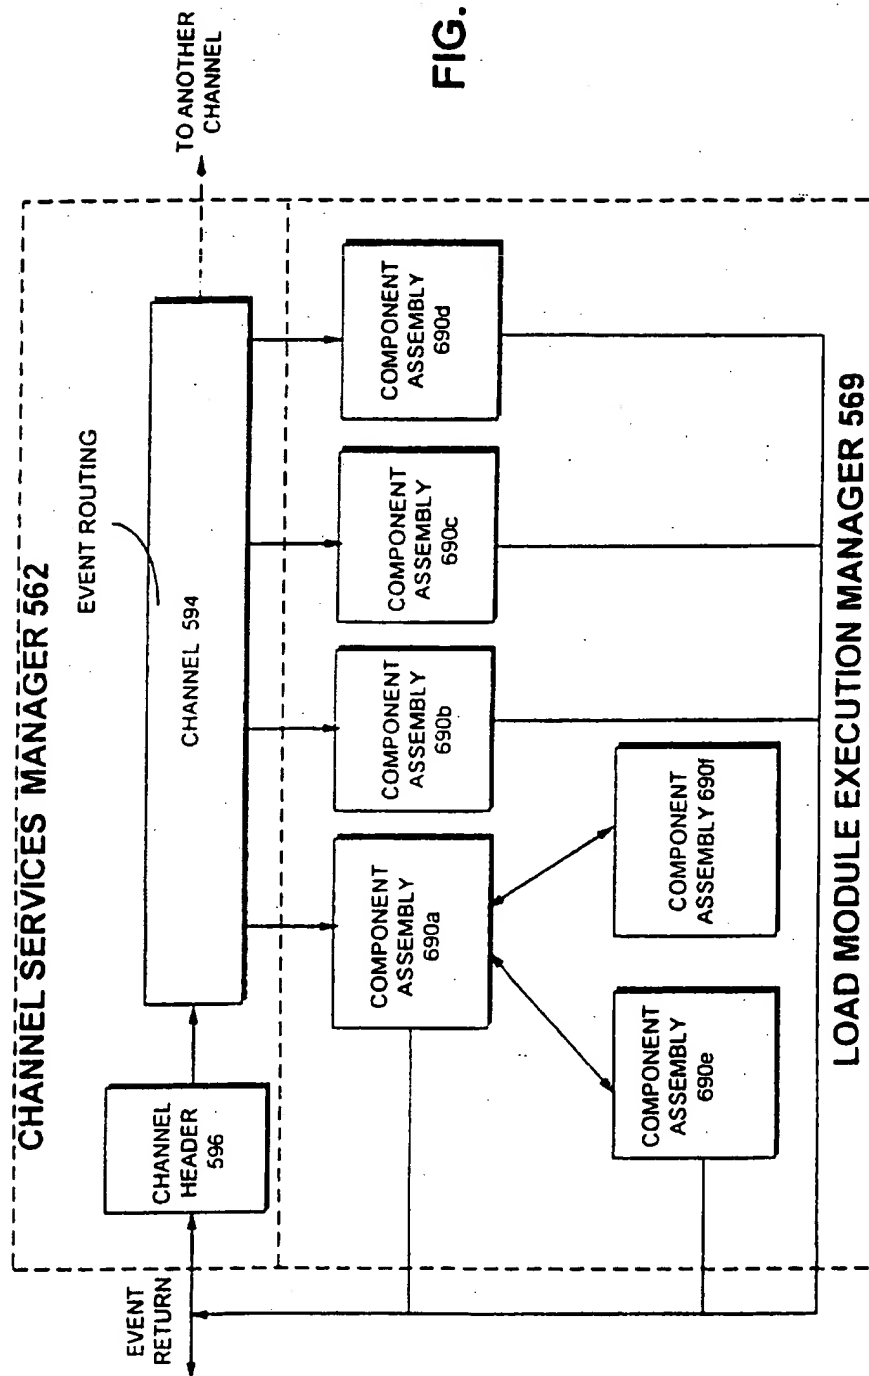 CHANNEL SERVICES MANAGER 562
EVENT ROUTING
EVENT
RETURN
CHANNEL
HEADER
596
CHANNEL 594
TO ANOTHER
CHANNEL
COMPONENT
ASSEMBLY
690a
COMPONENT
ASSEMBLY
690b
COMPONENT
ASSEMBLY
690c
COMPONENT
ASSEMBLY
690d
COMPONENT
ASSEMBLY
690e
COMPONENT
ASSEMBLY 690f
LOAD MODULE EXECUTION MANAGER 569
FIG.